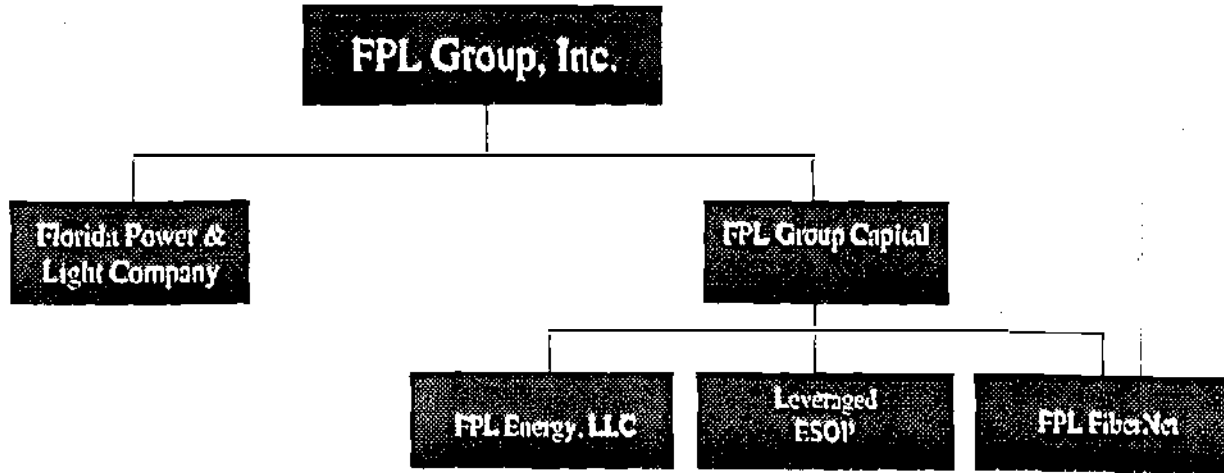 FPL Group, Inc.
Florida Power &
Light Company
FPL Group Capital
FPL Energy, LLC
Leveraged
ESOP
FPL FiberNet